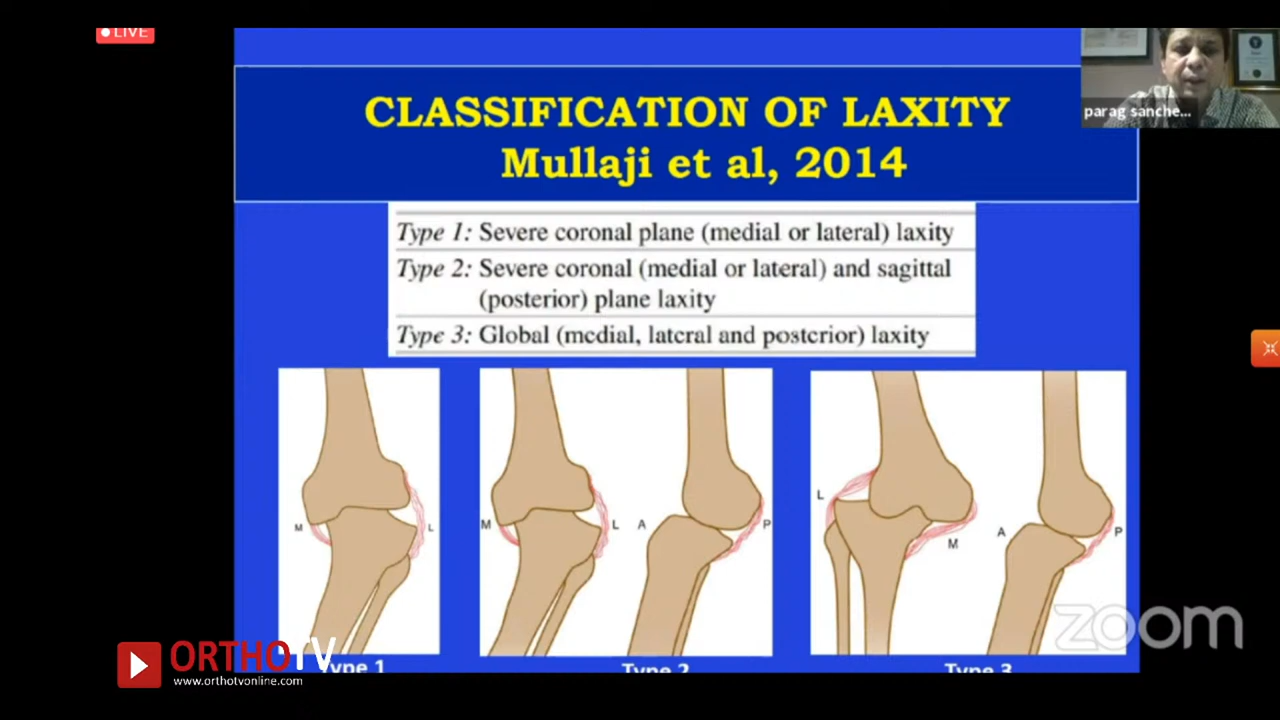 LIVE
CLASSIFICATION OF LAXITY
Mullaji et al, 2014
parag sanche...
Type 1: Severe coronal plane (medial or lateral) laxity
Type 2: Severe coronal (medial or lateral) and sagittal
(posterior) plane laxity
Type 3: Global (medial, lateral and posterior) laxity
M L
M L A P
L M A P
Type 1
Type 2
Type 3
zoom
ORTHOTV
www.orthotvonline.com